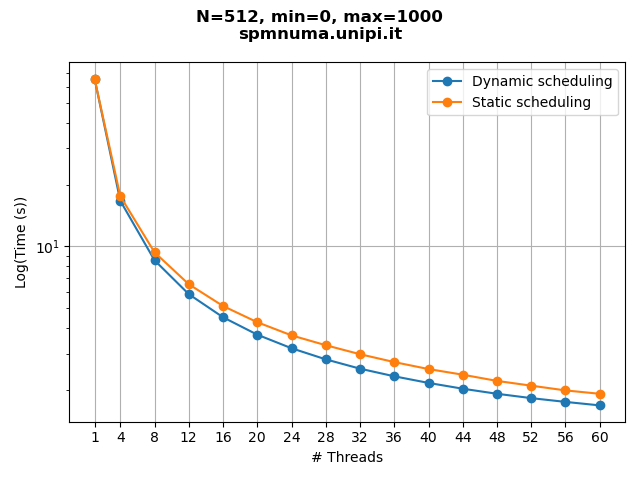 N=512, min=0, max=1000
spmnuma.unipi.it
Dynamic scheduling
Static scheduling
Log(Time (s))
10^1
1 4 8 12 16 20 24 28 32 36 40 44 48 52 56 60
# Threads